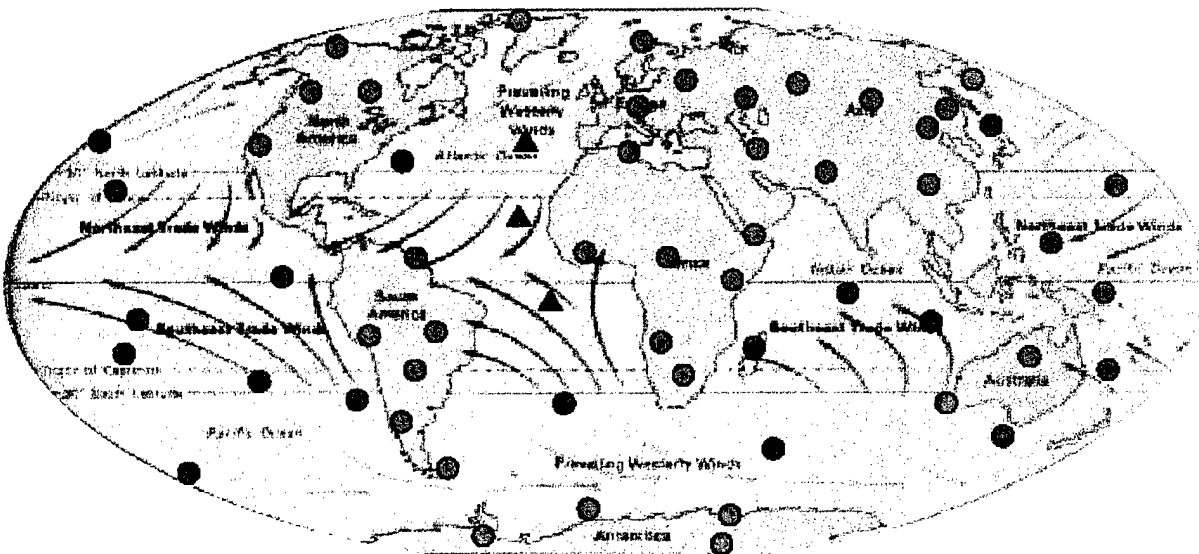 Prevailing
Westerly
Winds
Europe
Asia
North
America
Atlantic Ocean
30° North Latitude
Northeast Trade Winds
Northeast Trade Winds
Africa
Indian Ocean
Pacific Ocean
South
America
Southeast Trade Winds
Southeast Trade Winds
Tropic of Capricorn
Australia
South Latitude
Pacific Ocean
Prevailing Westerly Winds
Antarctica